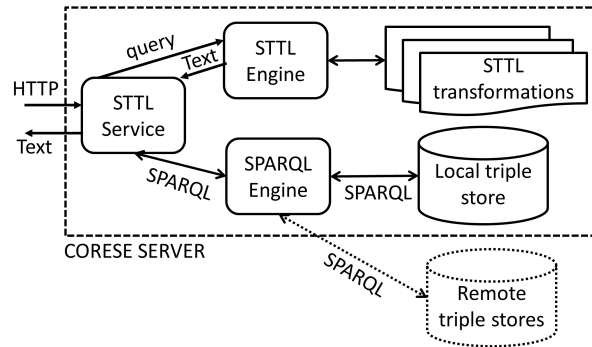 query
STTL
Engine
Text
STTL
transformations
HTTP
STTL
Service
Text
SPARQL
SPARQL
Engine
SPARQL
Local triple
store
CORESE SERVER
SPARQL
Remote
triple stores